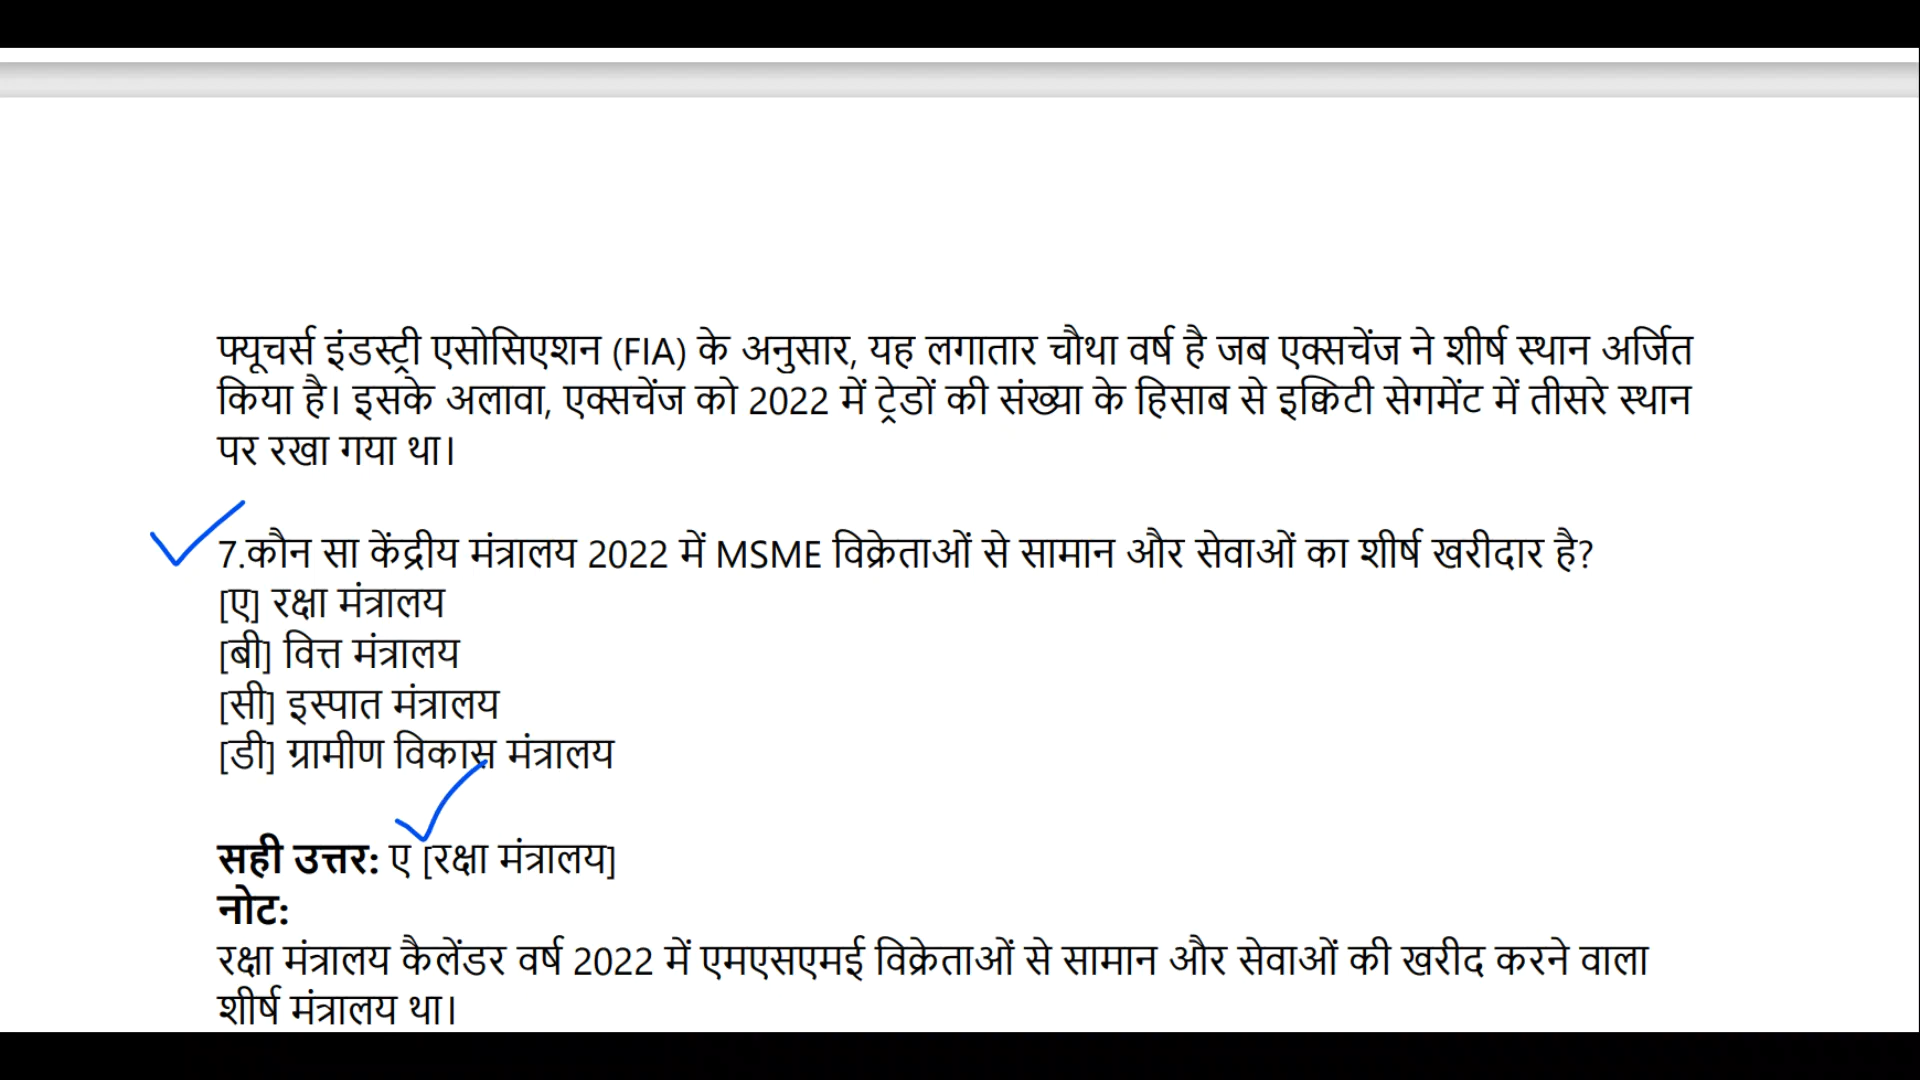 फ्यूचर्स इंडस्ट्री एसोसिएशन (FIA) के अनुसार, यह लगातार चौथा वर्ष है जब एक्सचेंज ने शीर्ष स्थान अर्जित
किया है। इसके अलावा, एक्सचेंज को 2022 में ट्रेडों की संख्या के हिसाब से इक्विटी सेगमेंट में तीसरे स्थान
पर रखा गया था।
7.कौन सा केंद्रीय मंत्रालय 2022 में MSME विक्रेताओं से सामान और सेवाओं का शीर्ष खरीदार है?
[ए] रक्षा मंत्रालय
[बी] वित्त मंत्रालय
[सी] इस्पात मंत्रालय
[डी] ग्रामीण विकास मंत्रालय
सही उत्तर: ए [रक्षा मंत्रालय]
नोट:
रक्षा मंत्रालय कैलेंडर वर्ष 2022 में एमएसएमई विक्रेताओं से सामान और सेवाओं की खरीद करने वाला
शीर्ष मंत्रालय था।